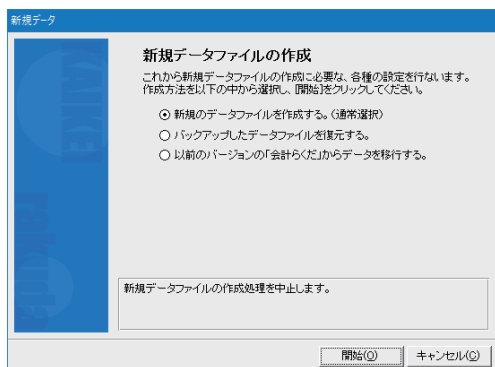 新規データ
新規データファイルの作成
これから新規データファイルの作成に必要な、各種の設定を行ないます。
作成方法を以下の中から選択し、[開始]をクリックしてください。
新規のデータファイルを作成する。(通常選択)
バックアップしたデータファイルを復元する。
以前のバージョンの「会計らくだ」からデータを移行する。
KAIKEI
rakuda
新規データファイルの作成処理を中止します。
開始(O)
キャンセル(C)